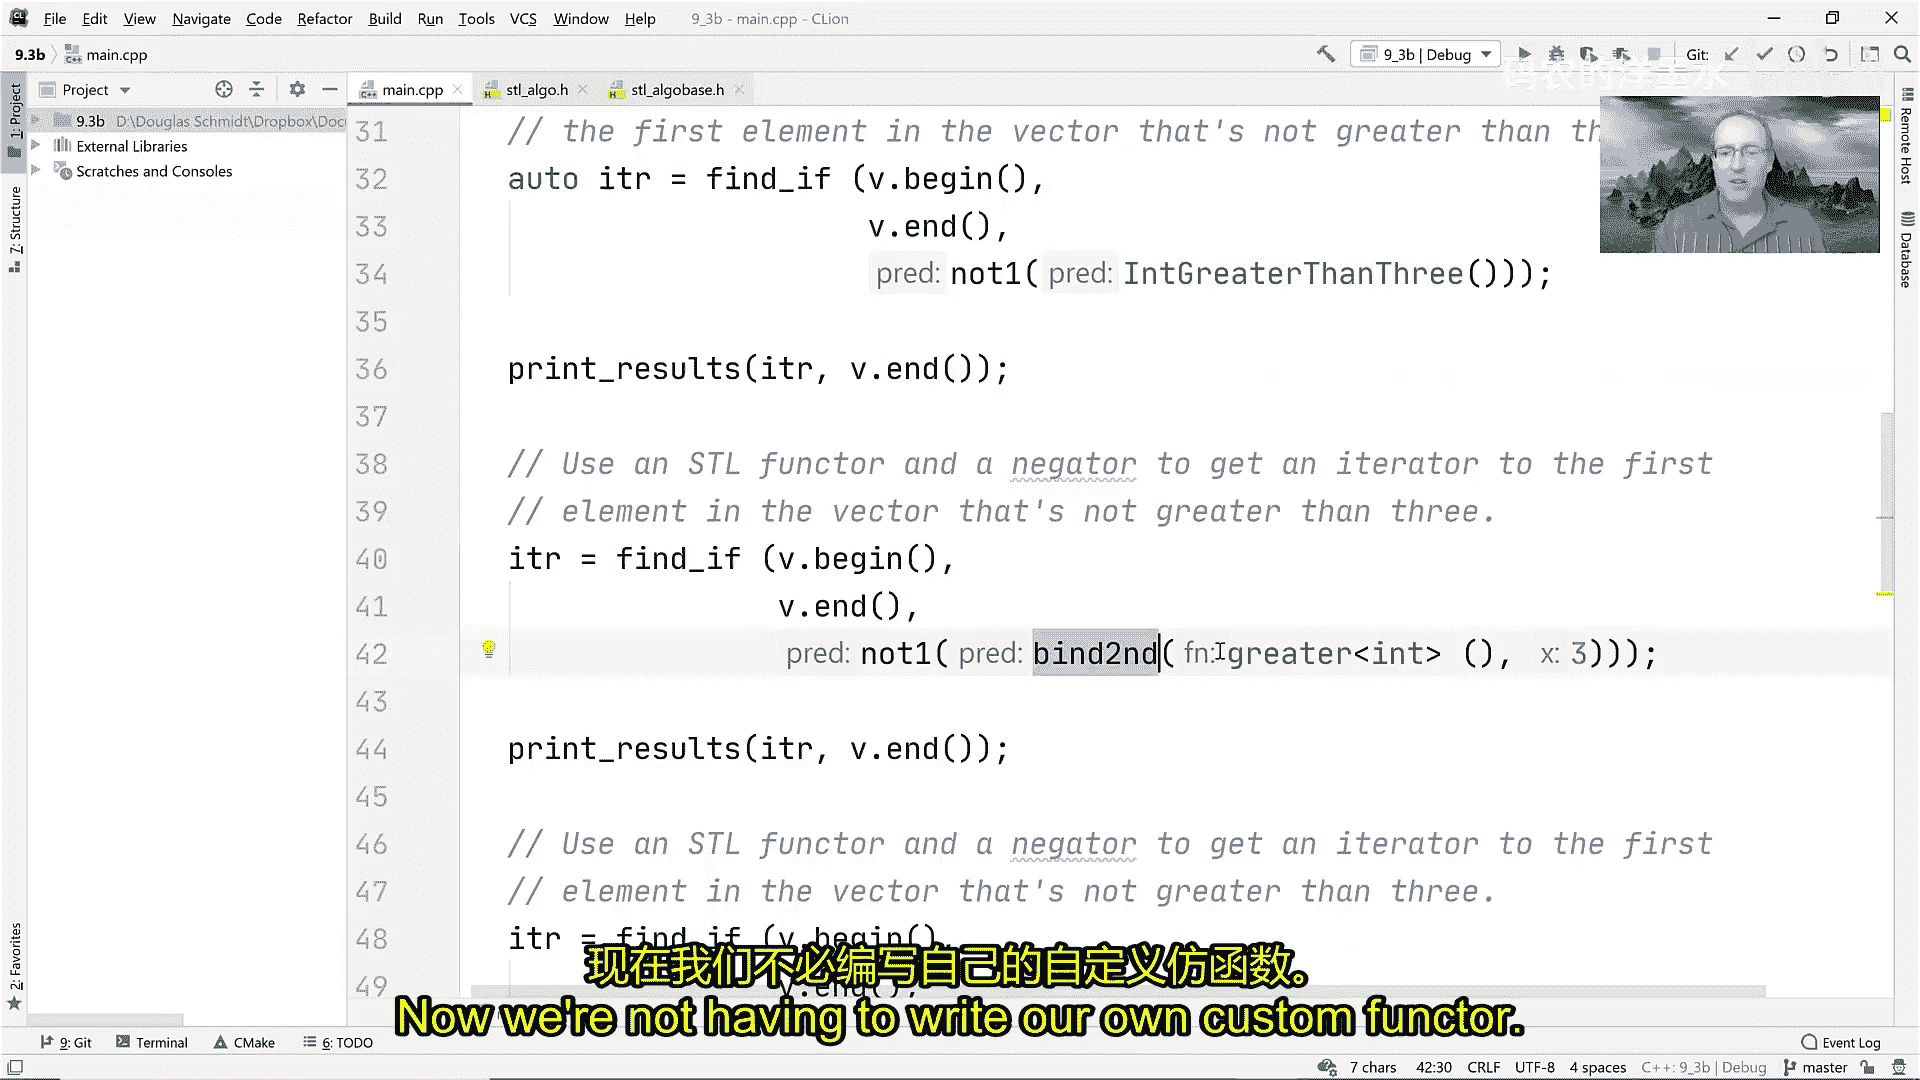 File Edit View Navigate Code Refactor Build Run Tools VCS Window Help 9_3b - main.cpp - CLion
9.3b main.cpp 9_3b | Debug Git:
码农的洋墨水
1: Project
Project main.cpp stl_algo.h stl_algobase.h
9.3b D:\Douglas Schmidt\Dropbox\Doc
External Libraries
Scratches and Consoles
7: Structure
2: Favorites
Remote Host
Database
31 // the first element in the vector that's not greater than th
32 auto itr = find_if (v.begin(),
33 v.end(),
34 pred: not1( pred: IntGreaterThanThree()));
35
36 print_results(itr, v.end());
37
38 // Use an STL functor and a negator to get an iterator to the first
39 // element in the vector that's not greater than three.
40 itr = find_if (v.begin(),
41 v.end(),
42 pred: not1( pred: bind2nd( fn: greater<int> (), x: 3)));
43
44 print_results(itr, v.end());
45
46 // Use an STL functor and a negator to get an iterator to the first
47 // element in the vector that's not greater than three.
48 itr = find_if (v.begin(),
49 v.end(),
现在我们不必编写自己的自定义仿函数。
Now we're not having to write our own custom functor.
9: Git Terminal CMake 6: TODO Event Log
7 chars 42:30 CRLF UTF-8 4 spaces C++: 9_3b | Debug master